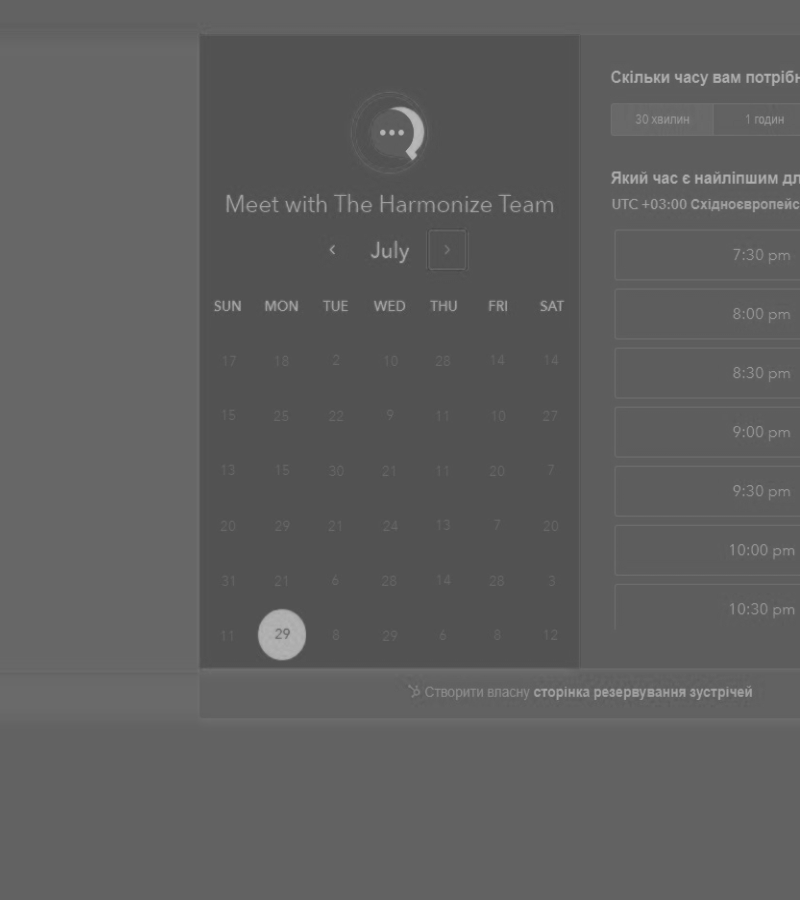 Meet with The Harmonize Team
July
SUN MON TUE WED THU FRI SAT
17 18 2 10 28 14 14
15 25 22 9 11 10 27
13 15 30 21 11 20 7
20 29 21 24 13 7 20
31 21 6 28 14 28 3
11 29 8 29 6 8 12
Скільки часу вам потрібн
30 хвилин 1 годин
Який час є найліпшим дл
UTC +03:00 Східноєвропейс
7:30 pm
8:00 pm
8:30 pm
9:00 pm
9:30 pm
10:00 pm
10:30 pm
Створити власну сторінка резервування зустрічей